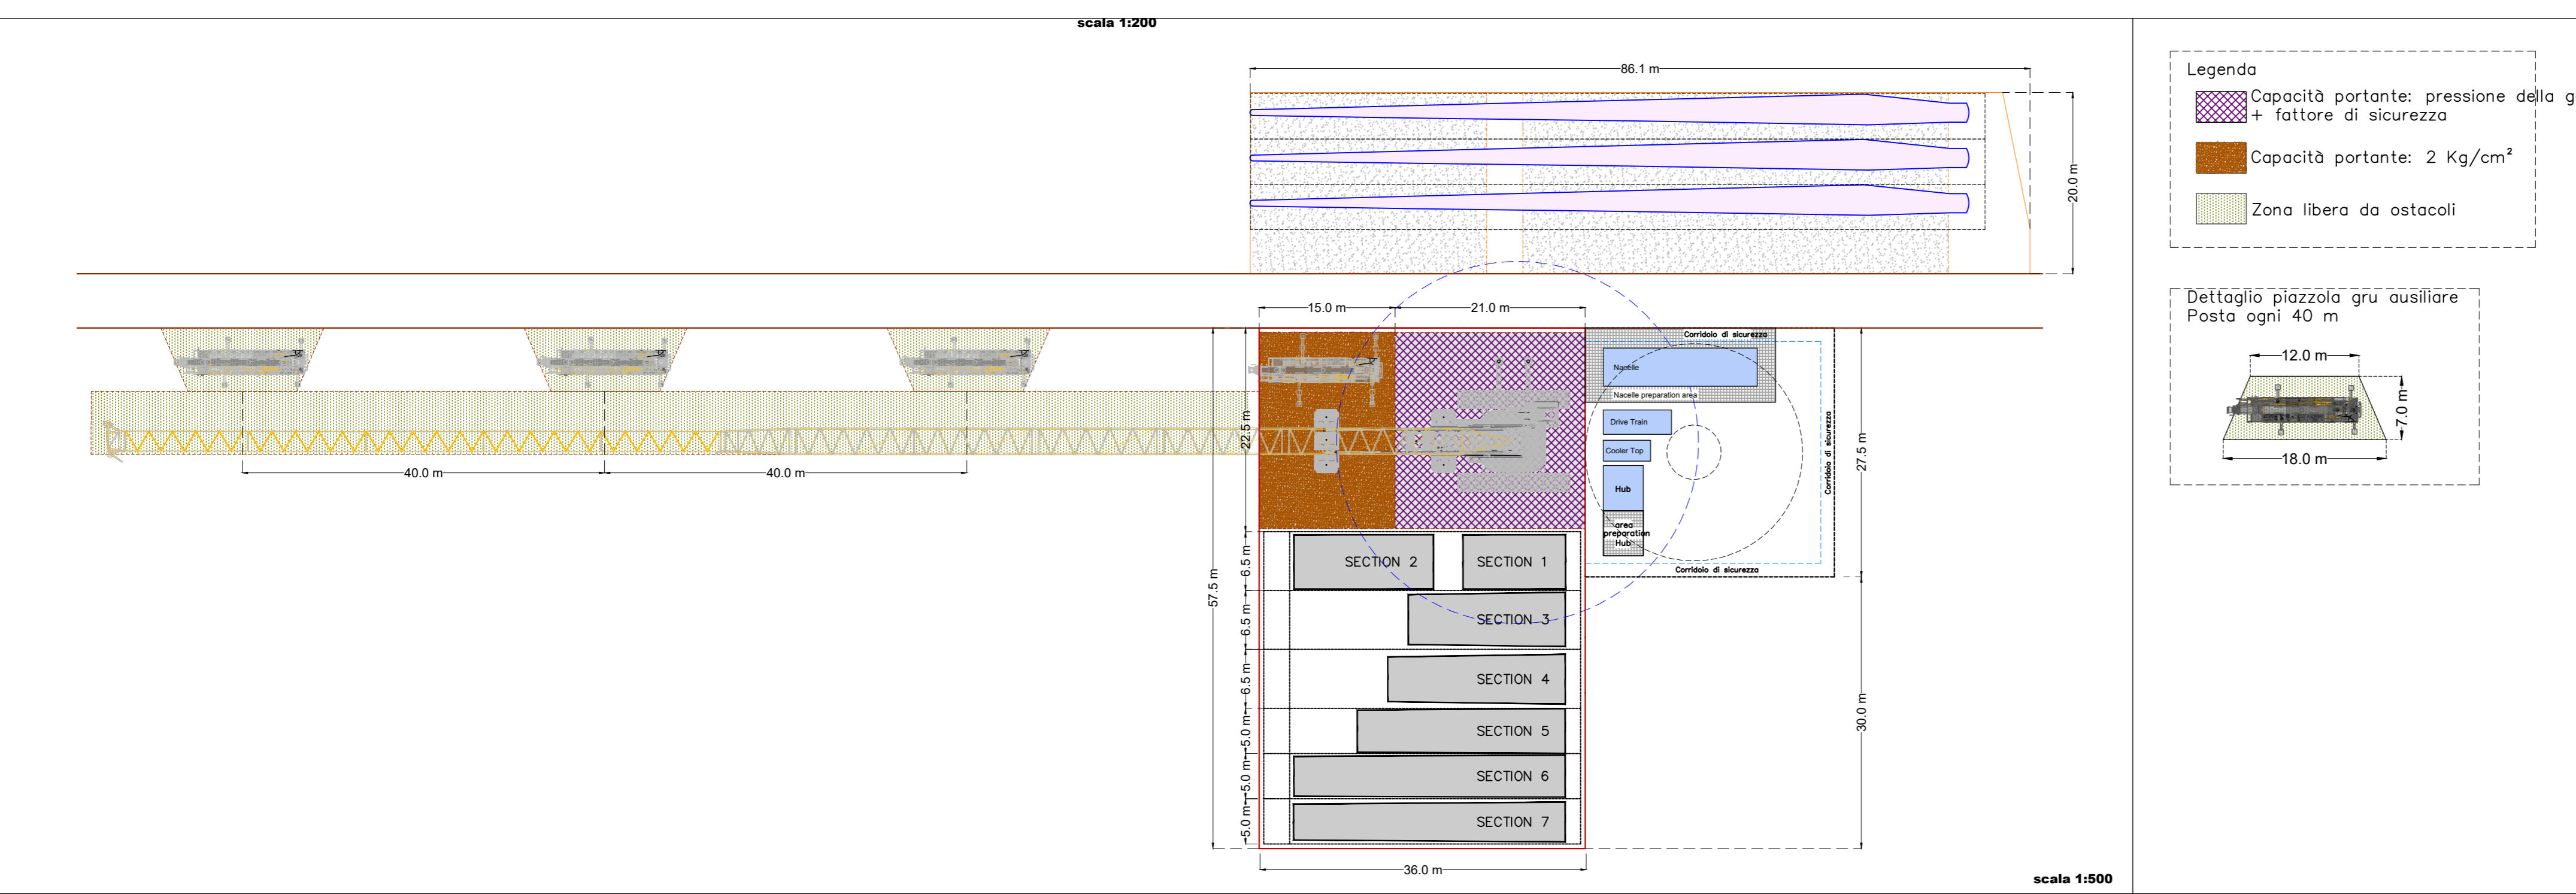 scala 1:200
86.1 m
20.0 m
15.0 m
21.0 m
Corridoio di sicurezza
Nacelle
Nacelle preparation area
Drive Train
Cooler Top
Hub
area
preparation
Hub
Corridoio di sicurezza
Corridoio di sicurezza
22.5 m
27.5 m
40.0 m
40.0 m
57.5 m
6.5 m
SECTION 2
SECTION 1
6.5 m
SECTION 3
6.5 m
SECTION 4
5.0 m
SECTION 5
5.0 m
SECTION 6
5.0 m
SECTION 7
30.0 m
36.0 m
scala 1:500
Legenda
Capacità portante: pressione della g
+ fattore di sicurezza
Capacità portante: 2 Kg/cm²
Zona libera da ostacoli
Dettaglio piazzola gru ausiliare
Posta ogni 40 m
12.0 m
7.0 m
18.0 m